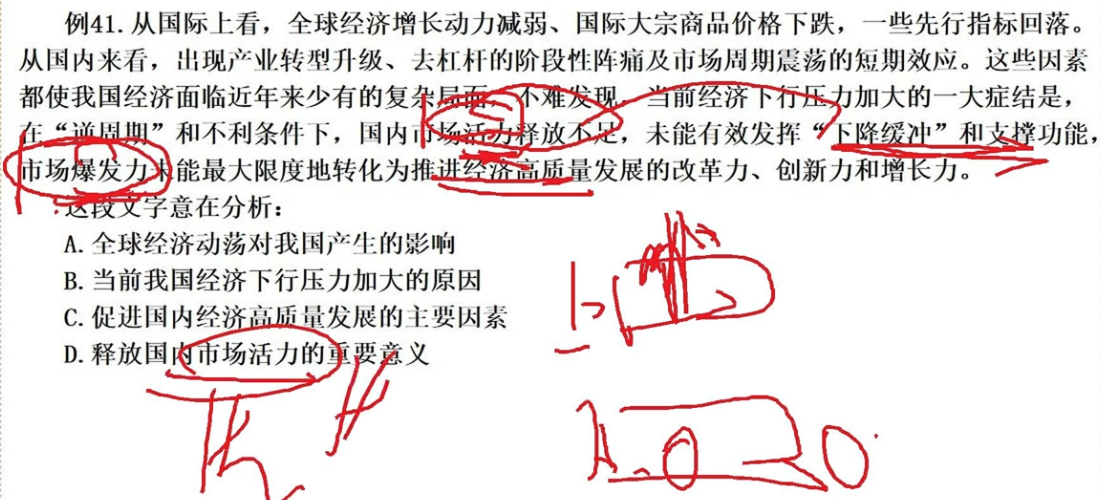 例41.从国际上看，全球经济增长动力减弱、国际大宗商品价格下跌，一些先行指标回落。
从国内来看，出现产业转型升级、去杠杆的阶段性阵痛及市场周期震荡的短期效应。这些因素
都使我国经济面临近年来少有的复杂局面。不难发现，当前经济下行压力加大的一大症结是，
在“逆周期”和不利条件下，国内市场活力释放不足，未能有效发挥“下降缓冲”和支撑功能，
市场爆发力未能最大限度地转化为推进经济高质量发展的改革力、创新力和增长力。
这段文字意在分析：
A. 全球经济动荡对我国产生的影响
B. 当前我国经济下行压力加大的原因
C. 促进国内经济高质量发展的主要因素
D. 释放国内市场活力的重要意义